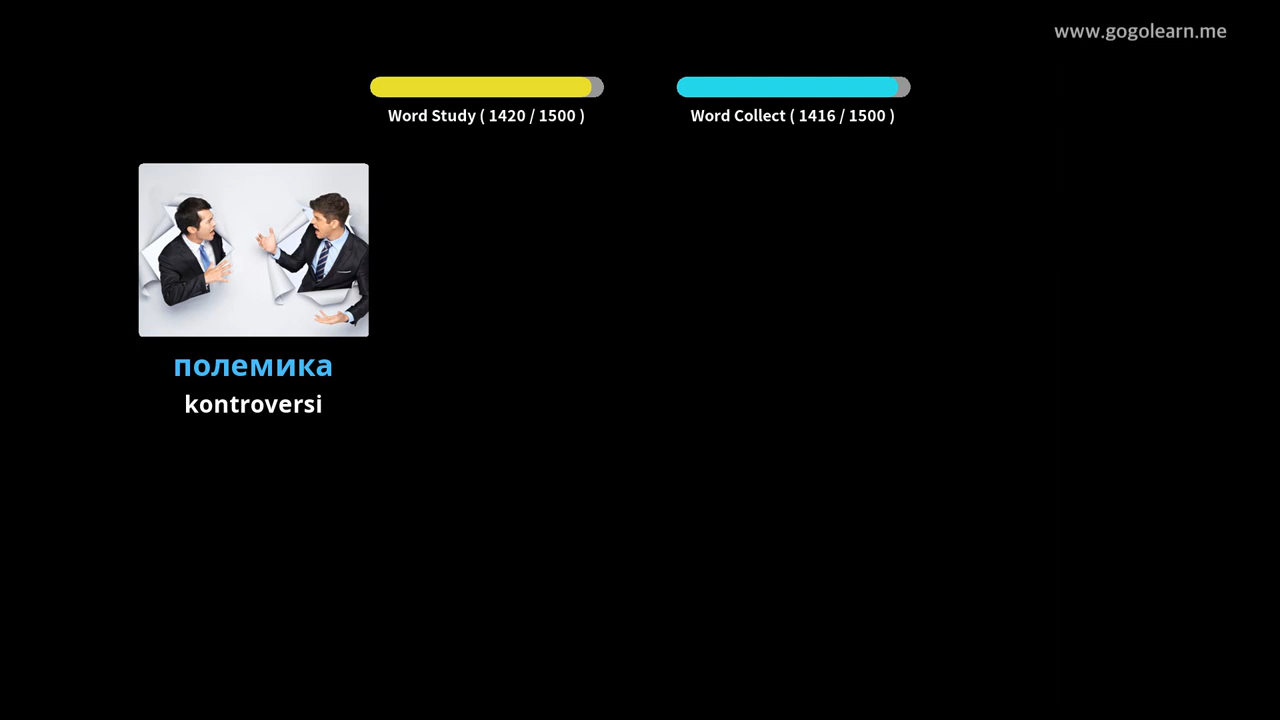 www.gogolearn.me
Word Study ( 1420 / 1500 )
Word Collect ( 1416 / 1500 )
полемика
kontroversi